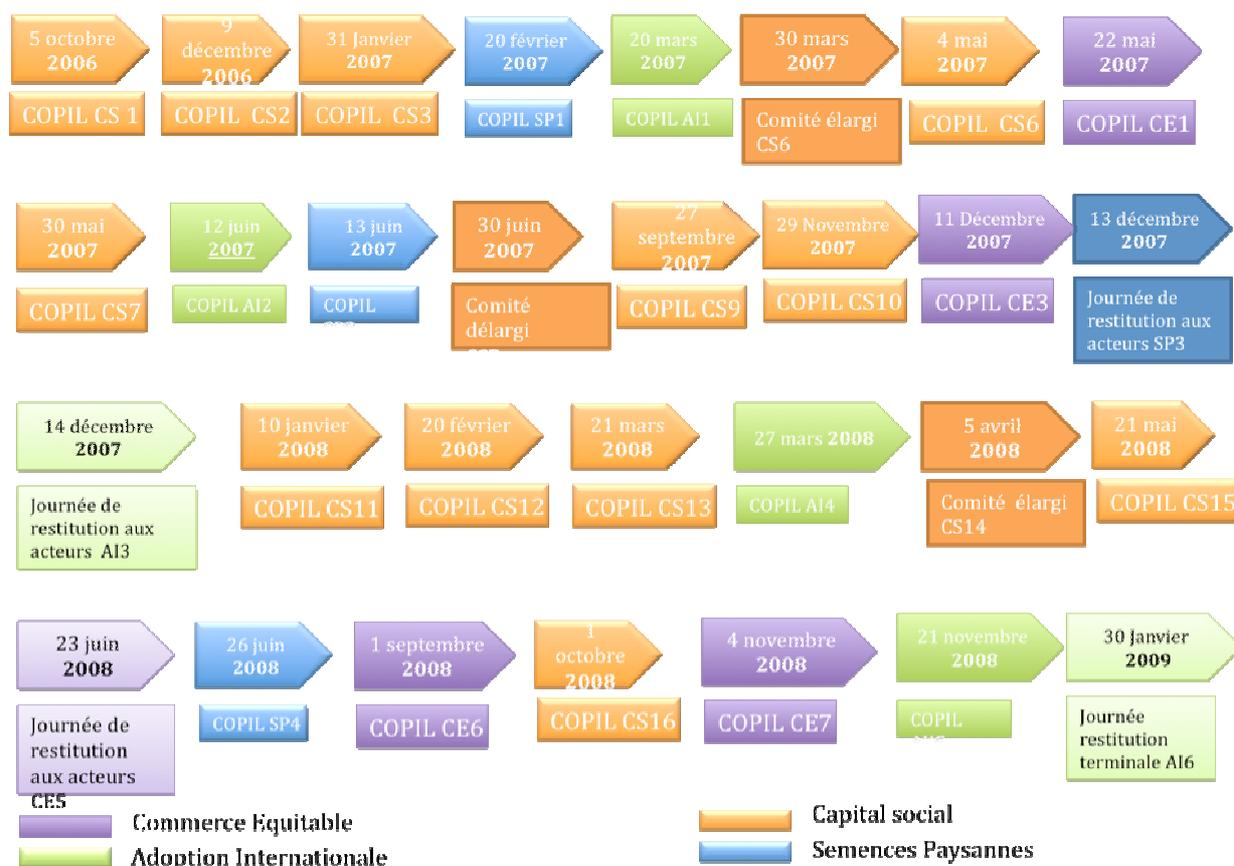 5 octobre
2006
9
décembre
2006
31 Janvier
2007
20 février
2007
20 mars
2007
30 mars
2007
4 mai
2007
22 mai
2007
COPIL CS 1
COPIL CS2
COPIL CS3
COPIL SP1
COPIL AI1
Comité élargi
CS6
COPIL CS6
COPIL CE1
30 mai
2007
12 juin
2007
13 juin
2007
30 juin
2007
27
septembre
2007
29 Novembre
2007
11 Décembre
2007
13 décembre
2007
COPIL CS7
COPIL AI2
COPIL
Comité
délargi
COPIL CS9
COPIL CS10
COPIL CE3
Journée de
restitution aux
acteurs SP3
14 décembre
2007
10 janvier
2008
20 février
2008
21 mars
2008
27 mars 2008
5 avril
2008
21 mai
2008
Journée de
restitution aux
acteurs AI3
COPIL CS11
COPIL CS12
COPIL CS13
COPIL AI4
Comité élargi
CS14
COPIL CS15
23 juin
2008
26 juin
2008
1 septembre
2008
1
octobre
2008
4 novembre
2008
21 novembre
2008
30 janvier
2009
Journée de
restitution
aux acteurs
CE5
COPIL SP4
COPIL CE6
COPIL CS16
COPIL CE7
COPIL
Journée
restitution
terminale AI6
Commerce Equitable
Capital social
Adoption Internationale
Semences Paysannes